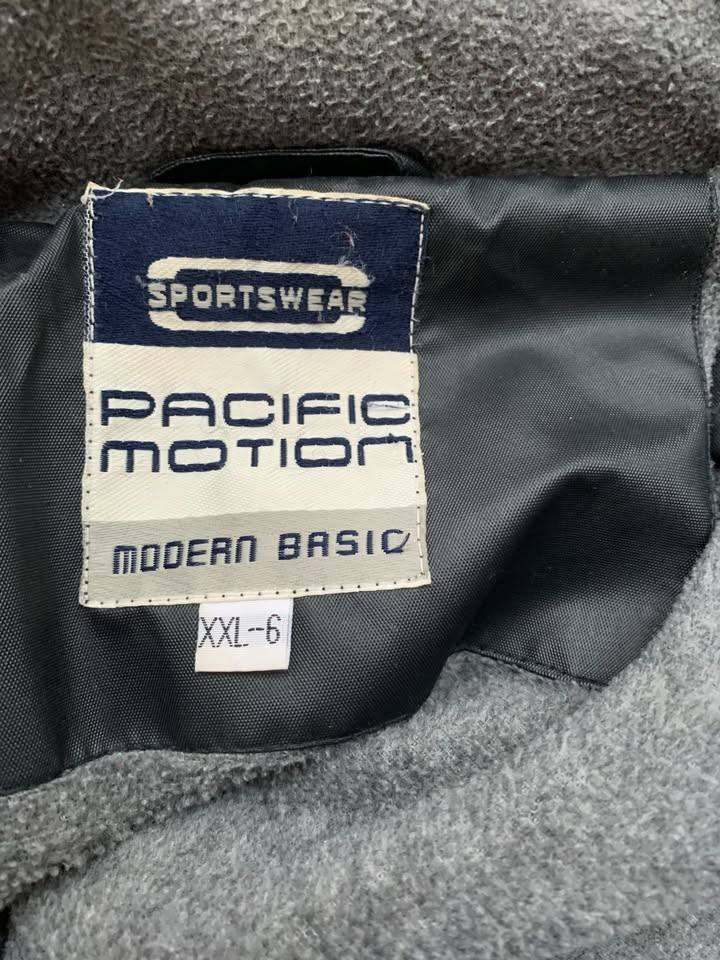 SPORTSWEAR
PACIFIC
MOTION
MODERN BASIC
XXL-6